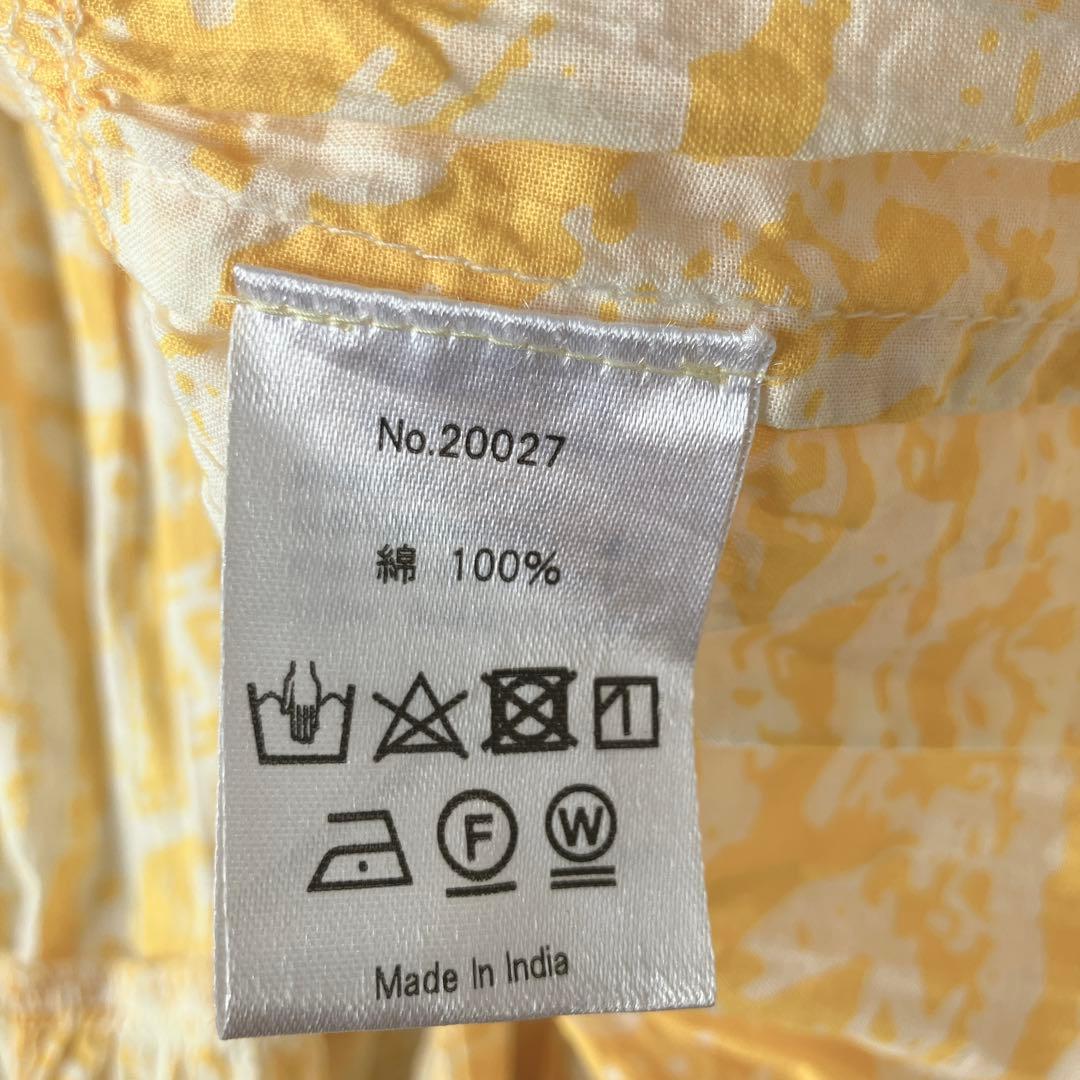 No.20027
綿 100%
F W
Made In India